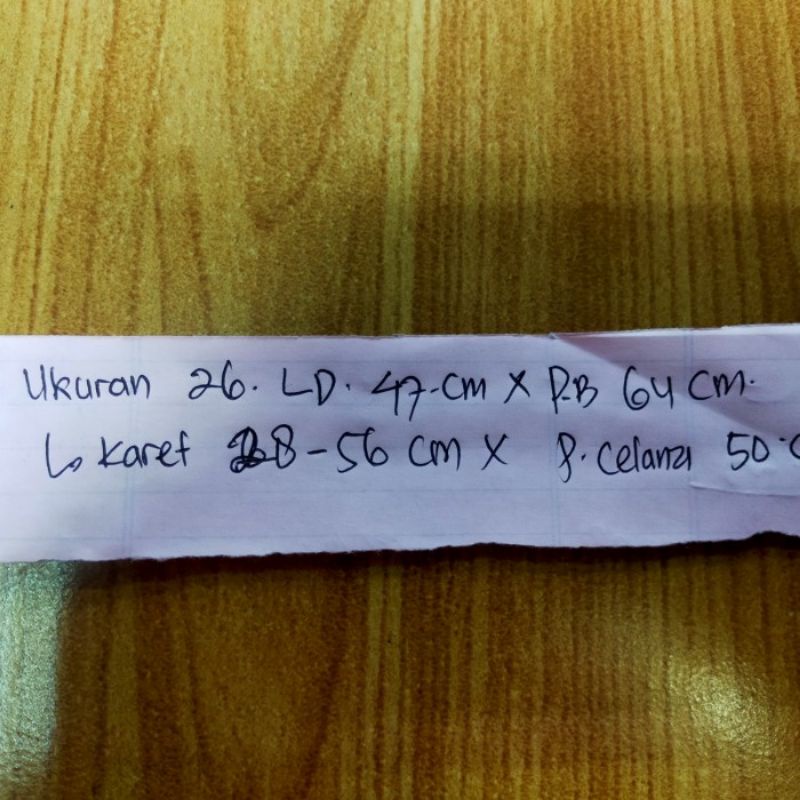 Ukuran 26. LD. 47-cm X P.B 64 cm.
↳ Karet 28-56 cm X P. Celana 50 c